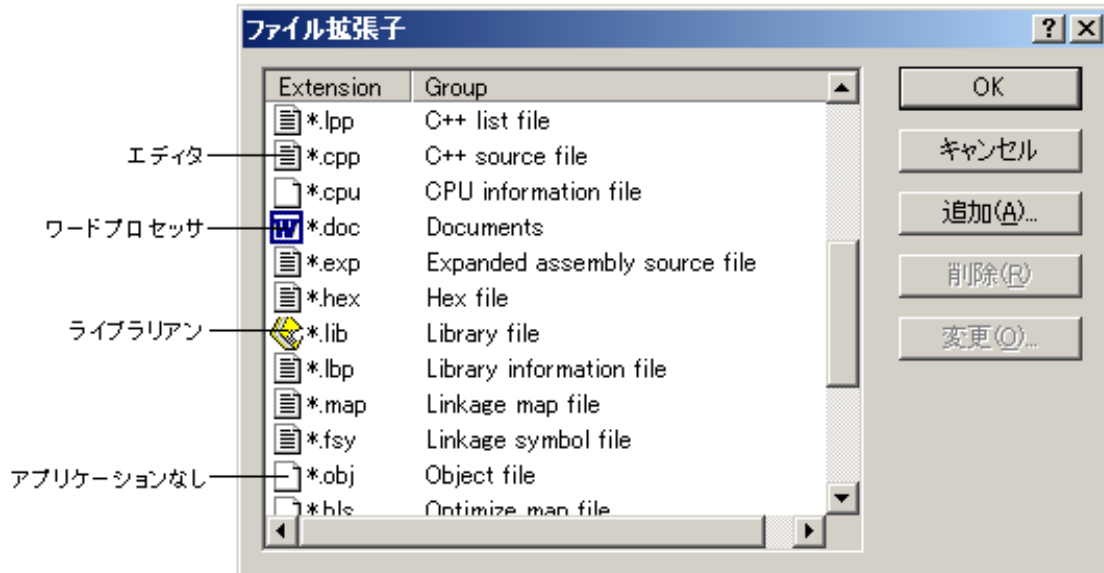 ファイル拡張子
Extension Group
*.lpp C++ list file
エディタ *.cpp C++ source file
*.cpu CPU information file
ワードプロセッサ *.doc Documents
*.exp Expanded assembly source file
*.hex Hex file
ライブラリアン *.lib Library file
*.lbp Library information file
*.map Linkage map file
*.fsy Linkage symbol file
アプリケーションなし *.obj Object file
*.bls Optimize map file
OK
キャンセル
追加(A)...
削除(R)
変更(O)...